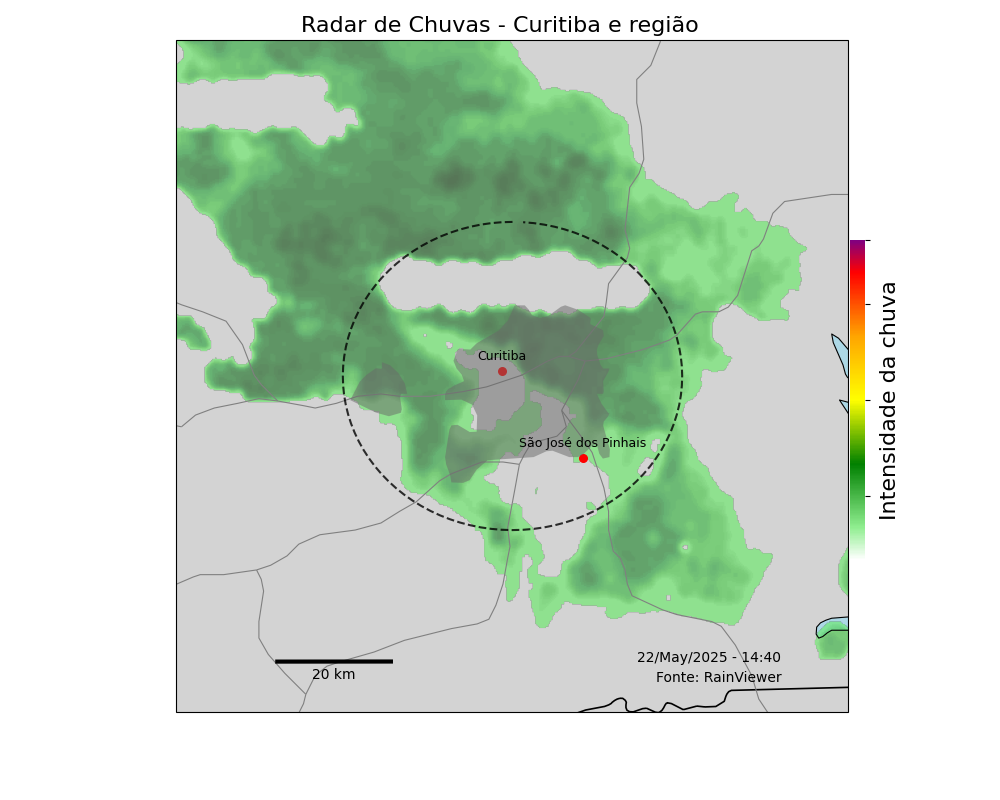 Radar de Chuvas - Curitiba e região
Curitiba
São José dos Pinhais
Intensidade da chuva
22/May/2025 - 14:40
Fonte: RainViewer
20 km